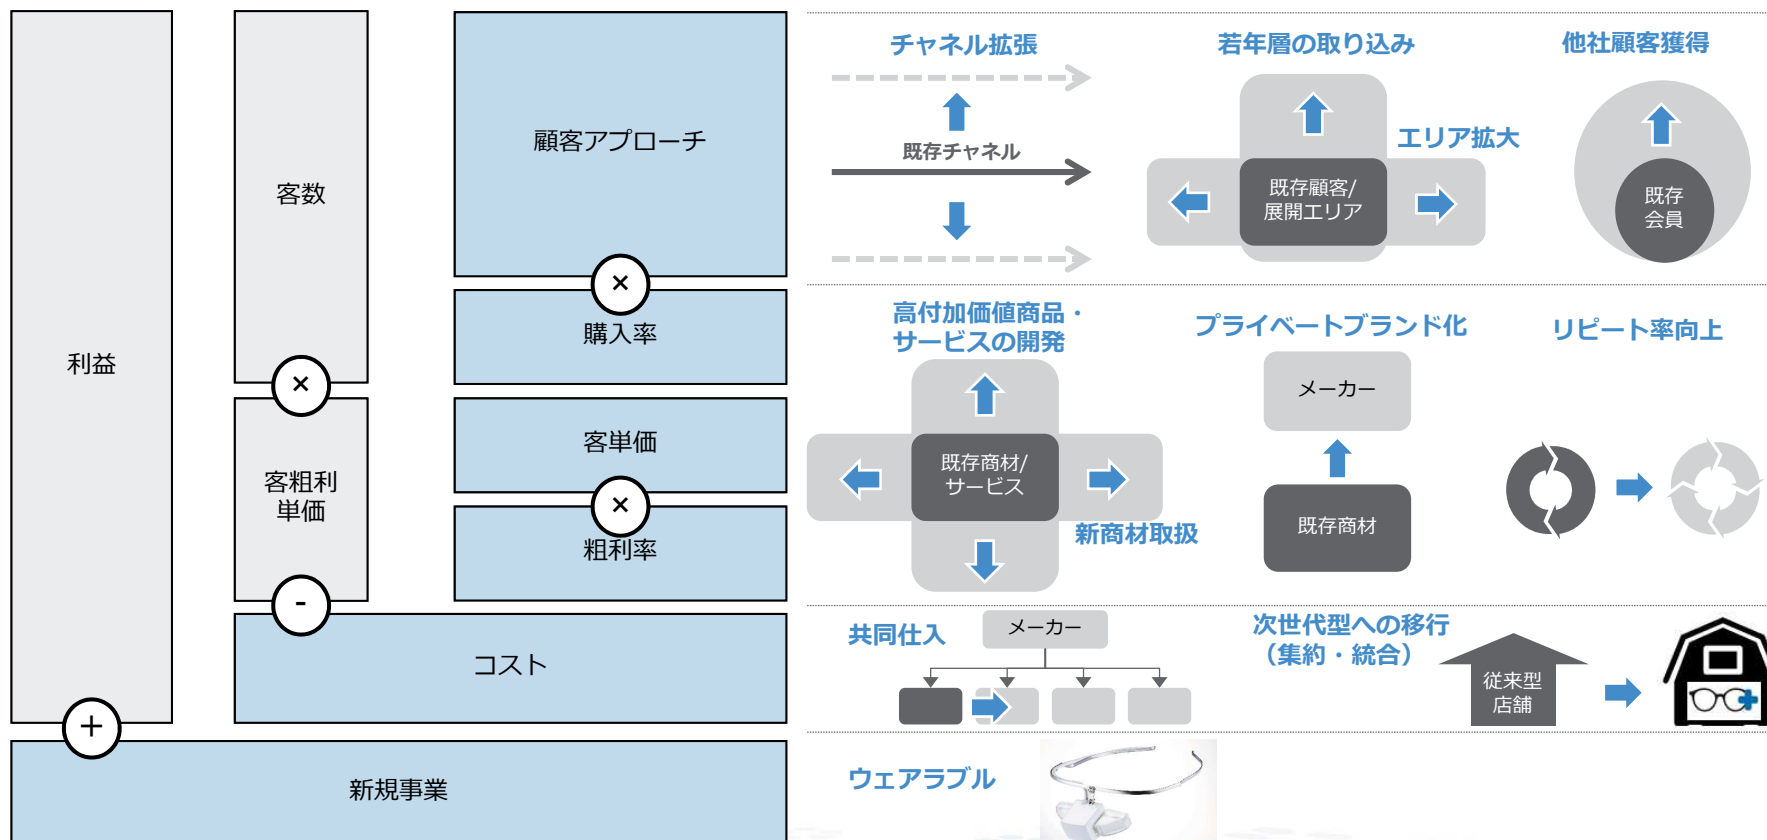 利益
客数
×
客粗利
単価
-
+
顧客アプローチ
×
購入率
客単価
×
粗利率
コスト
新規事業
チャネル拡張
既存チャネル
若年層の取り込み
エリア拡大
既存顧客/
展開エリア
他社顧客獲得
既存
会員
高付加価値商品・
サービスの開発
既存商材/
サービス
新商材取扱
プライベートブランド化
メーカー
既存商材
リピート率向上
共同仕入
メーカー
次世代型への移行
（集約・統合）
従来型
店舗
ウェアラブル